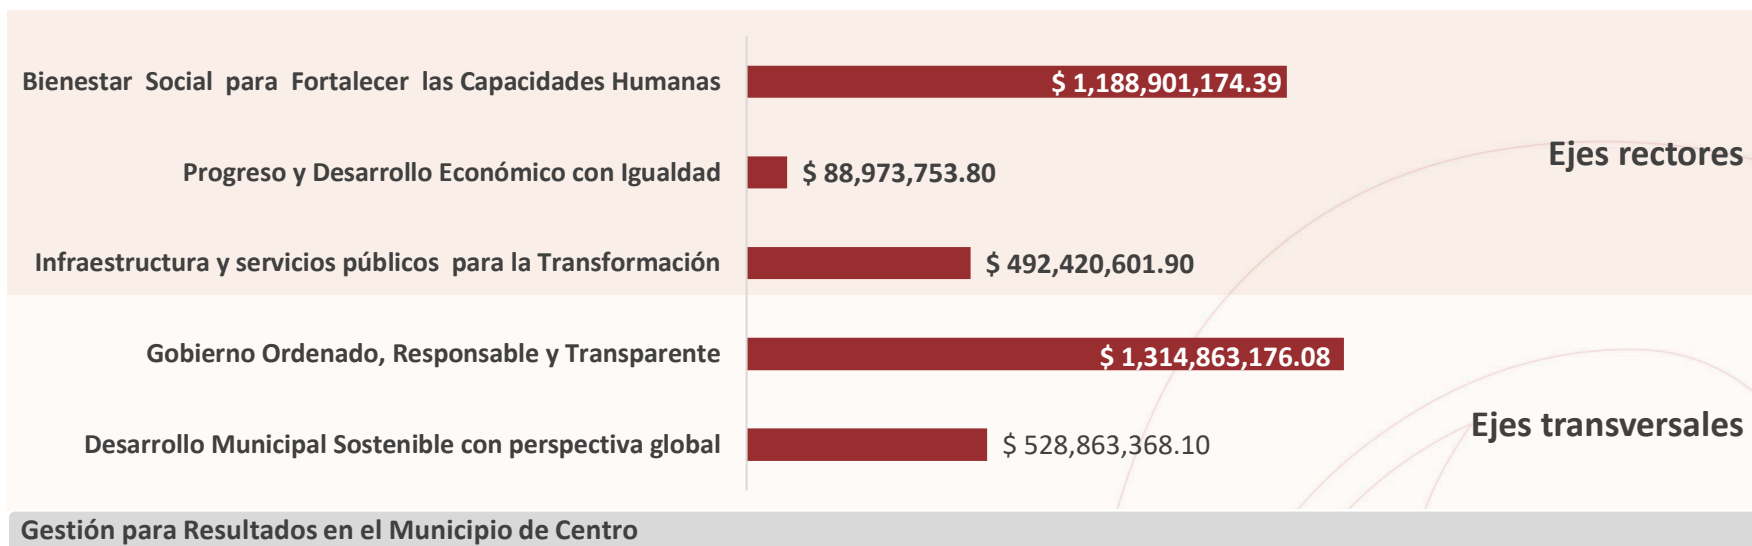 Bienestar Social para Fortalecer las Capacidades Humanas
$ 1,188,901,174.39
Progreso y Desarrollo Económico con Igualdad
$ 88,973,753.80
Ejes rectores
Infraestructura y servicios públicos para la Transformación
$ 492,420,601.90
Gobierno Ordenado, Responsable y Transparente
$ 1,314,863,176.08
Ejes transversales
Desarrollo Municipal Sostenible con perspectiva global
$ 528,863,368.10
Gestión para Resultados en el Municipio de Centro